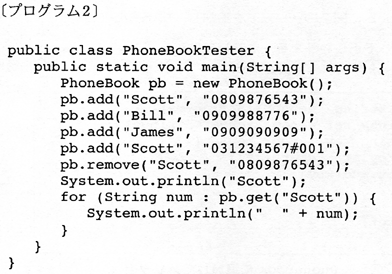 〔プログラム2〕
public class PhoneBookTester {
   public static void main(String[] args) {
      PhoneBook pb = new PhoneBook();
      pb.add("Scott", "0809876543");
      pb.add("Bill", "0909988776");
      pb.add("James", "0909090909");
      pb.add("Scott", "031234567#001");
      pb.remove("Scott", "0809876543");
      System.out.println("Scott");
      for (String num : pb.get("Scott")) {
         System.out.println("  " + num);
      }
   }
}